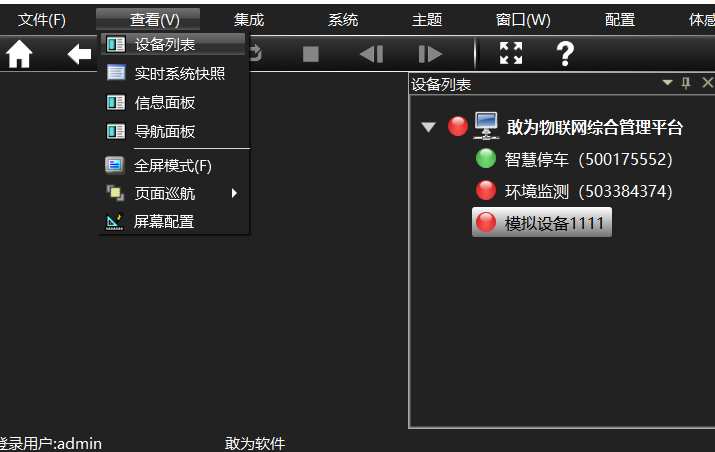 文件(F) 查看(V) 集成 系统 主题 窗口(W) 配置 体感
设备列表
实时系统快照
信息面板
导航面板
全屏模式(F)
页面巡航
屏幕配置
设备列表
敢为物联网综合管理平台
智慧停车（500175552）
环境监测（503384374）
模拟设备1111
登录用户:admin 敢为软件